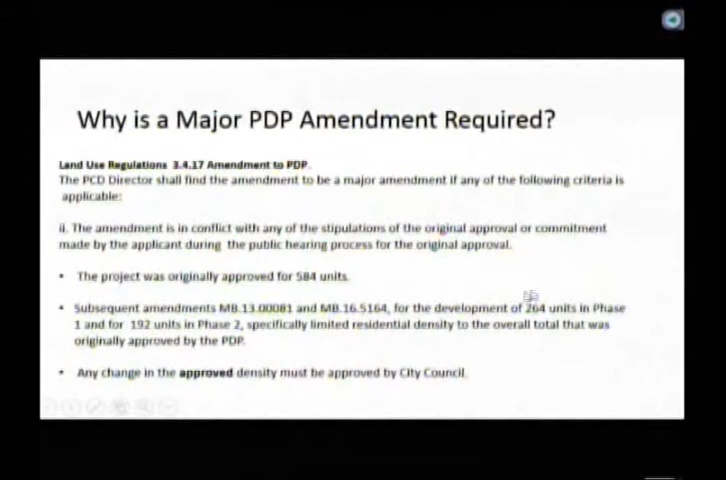 Why is a Major PDP Amendment Required?
Land Use Regulations 3.4.17 Amendment to PDP.
The PCD Director shall find the amendment to be a major amendment if any of the following criteria is
applicable:
ii. The amendment is in conflict with any of the stipulations of the original approval or commitment
made by the applicant during the public hearing process for the original approval.
• The project was originally approved for 584 units.
• Subsequent amendments MB.13.00081 and MB.16.5164, for the development of 264 units in Phase
1 and for 192 units in Phase 2, specifically limited residential density to the overall total that was
originally approved by the PDP.
• Any change in the approved density must be approved by City Council.